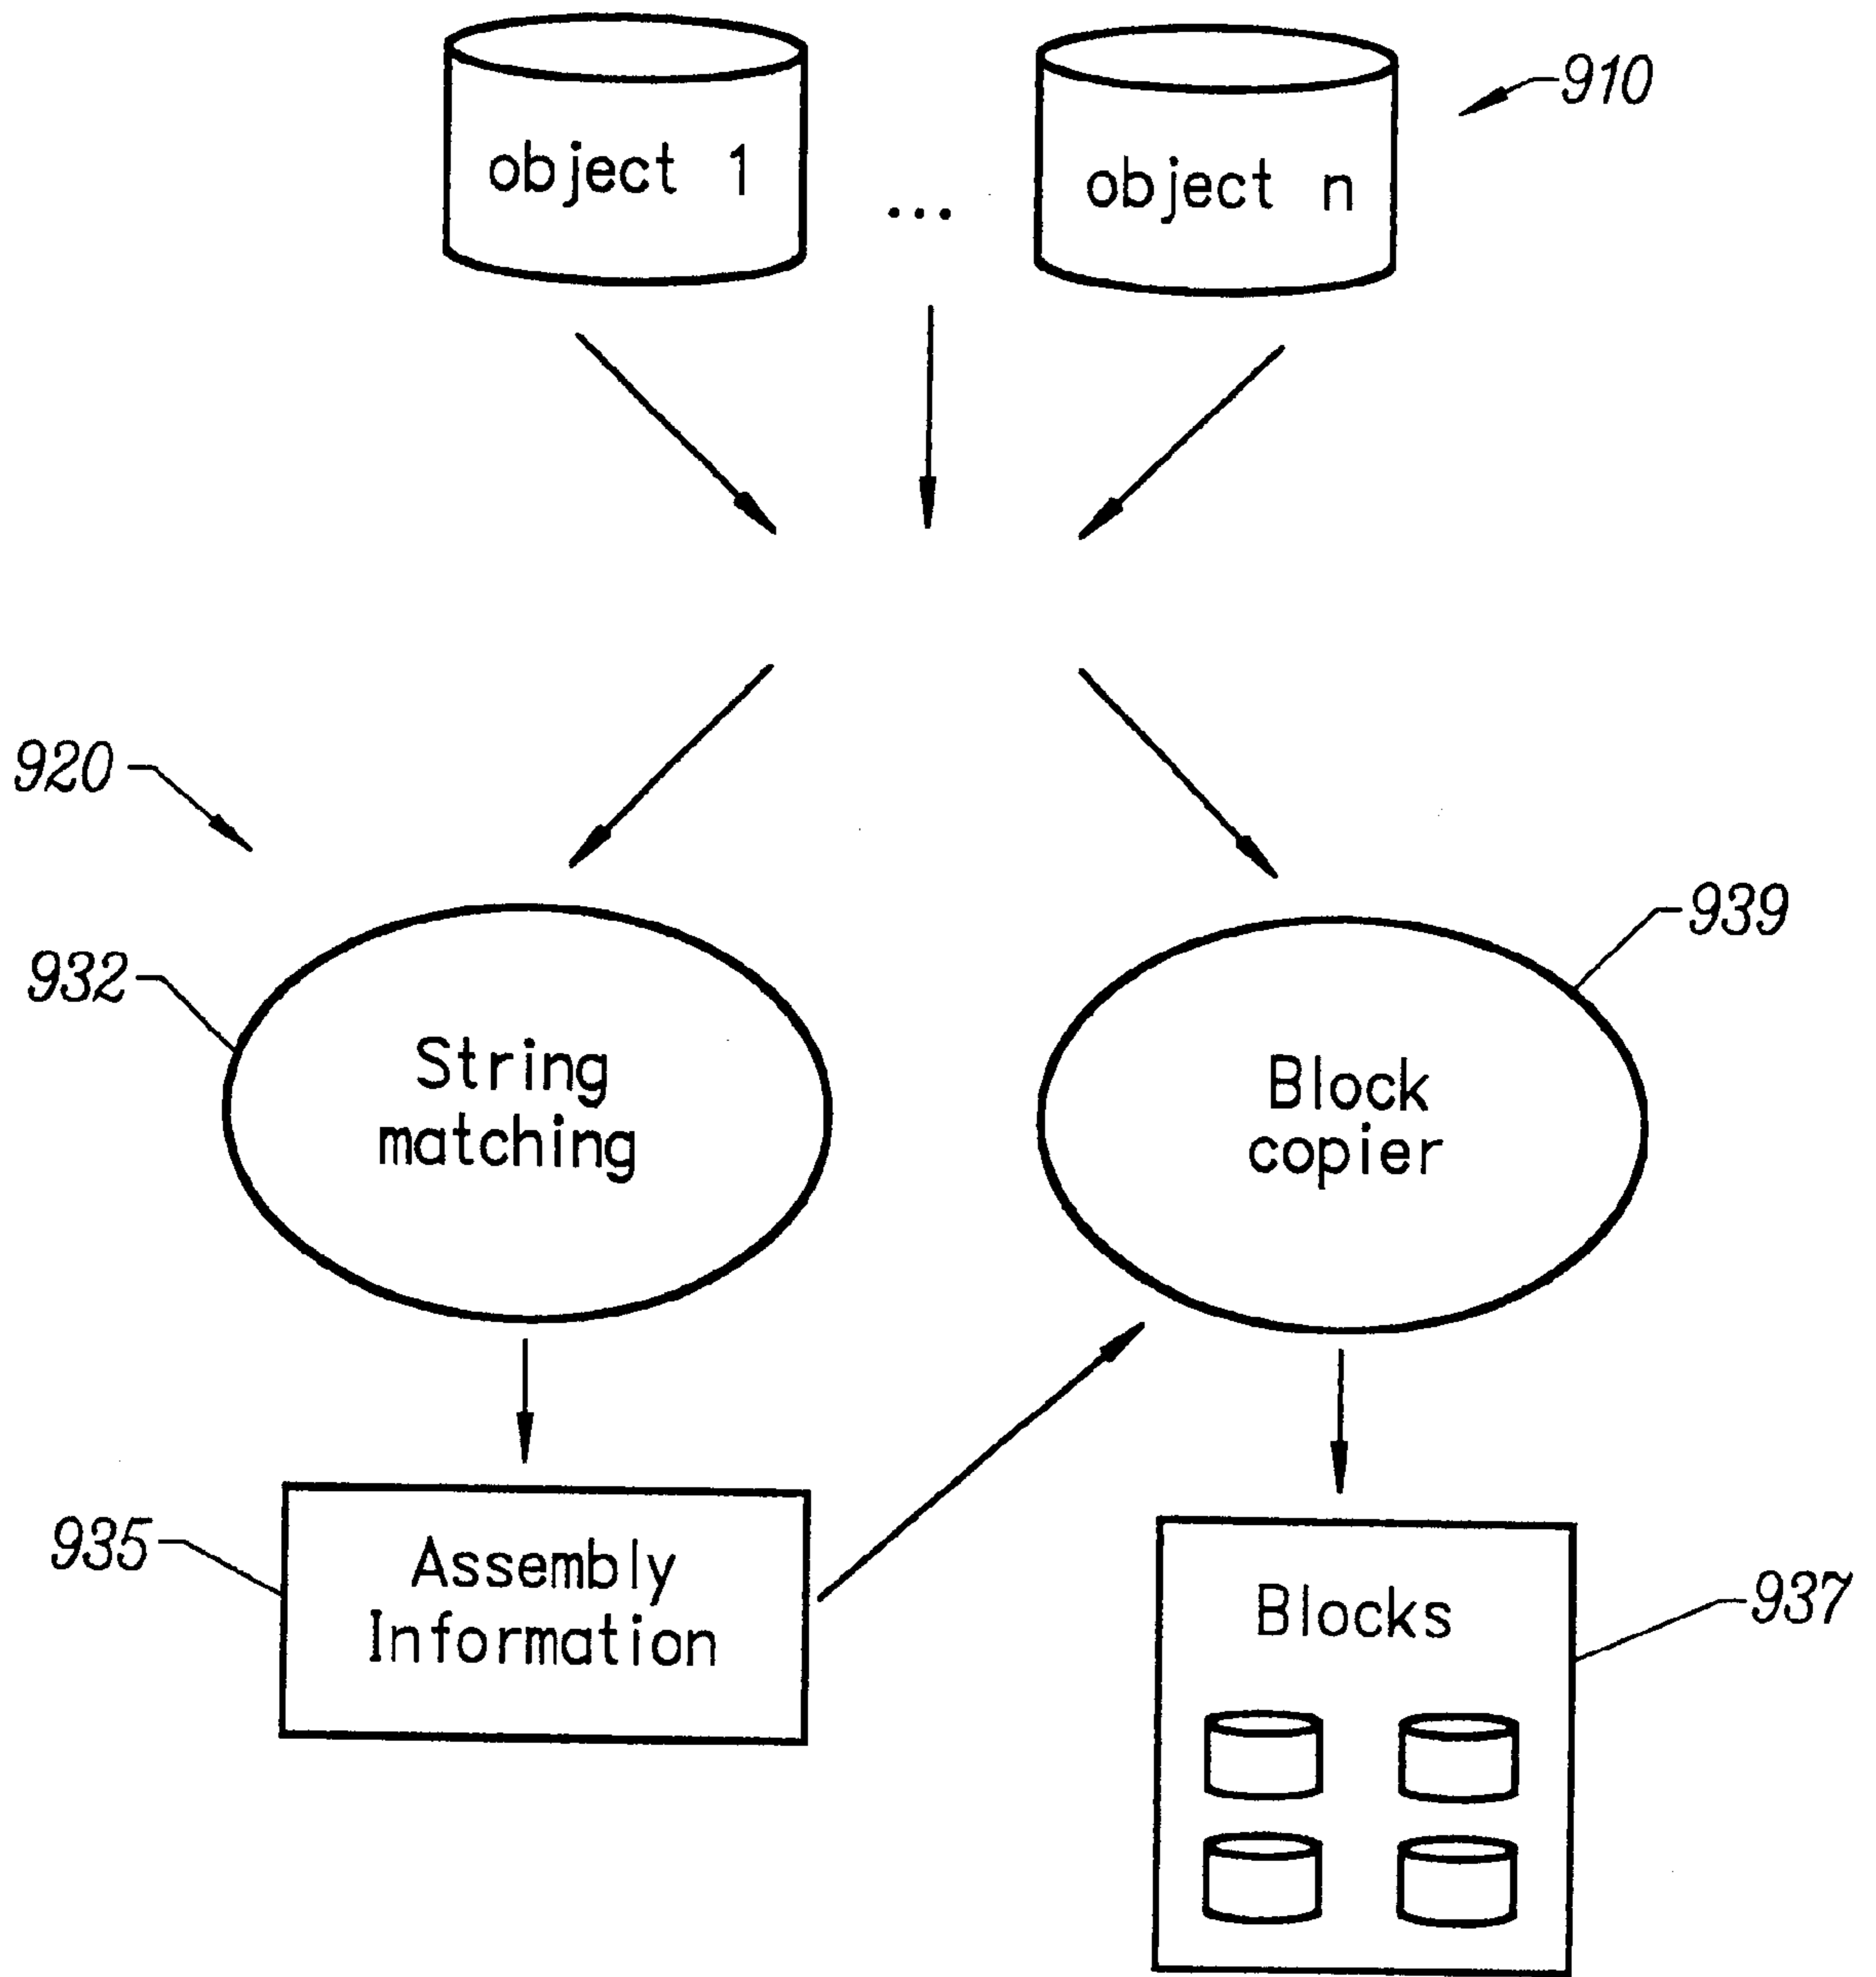 910
object 1
...
object n
920
932
939
String
matching
Block
copier
935
Assembly
Information
Blocks
937